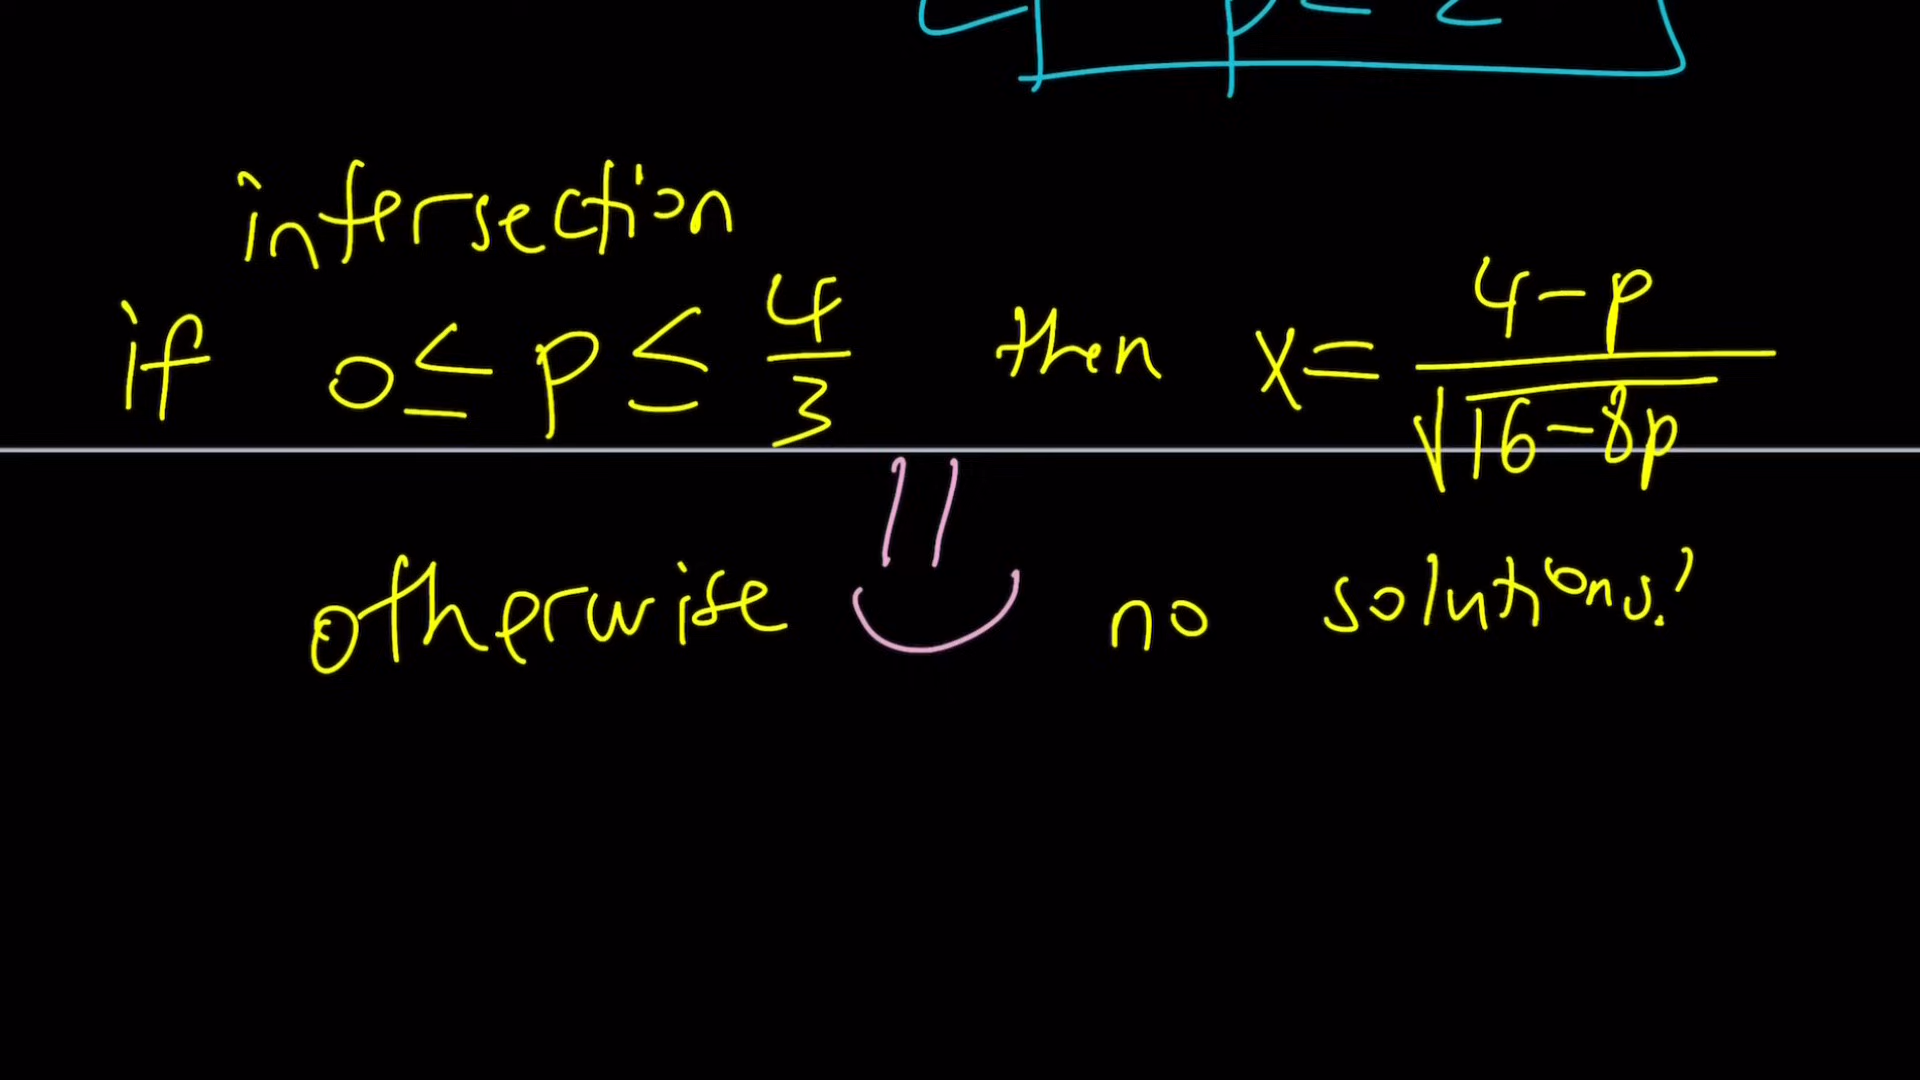 intersection
if 0 ≤ p ≤ 4/3 then x = (4-p)/√(16-8p)
otherwise no solutions!